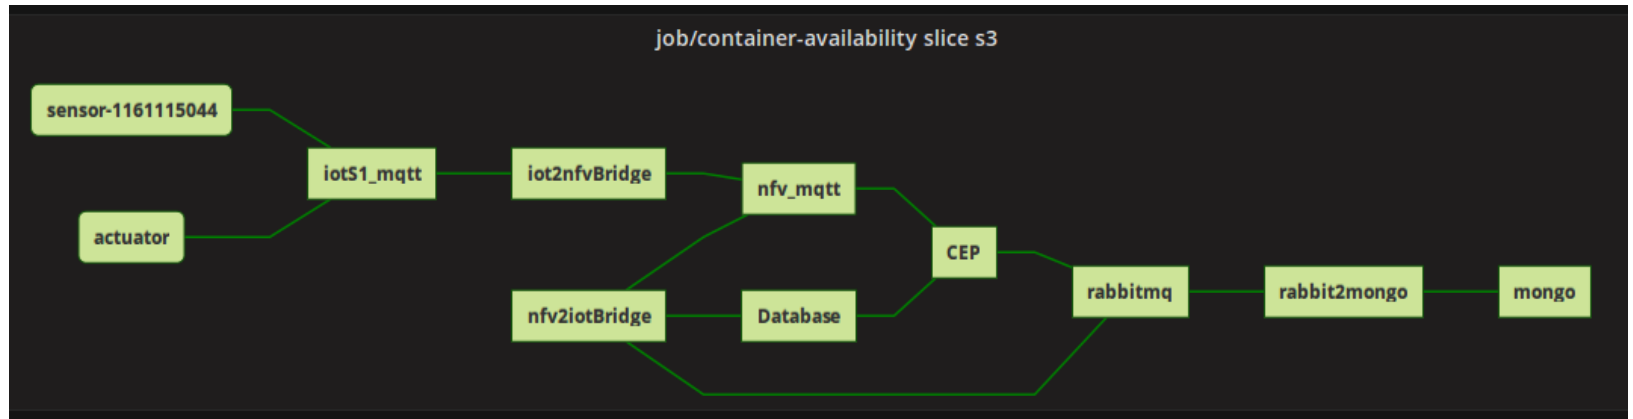 job/container-availability slice s3
sensor-1161115044
actuator
iotS1_mqtt
iot2nfvBridge
nfv_mqtt
nfv2iotBridge
Database
CEP
rabbitmq
rabbit2mongo
mongo